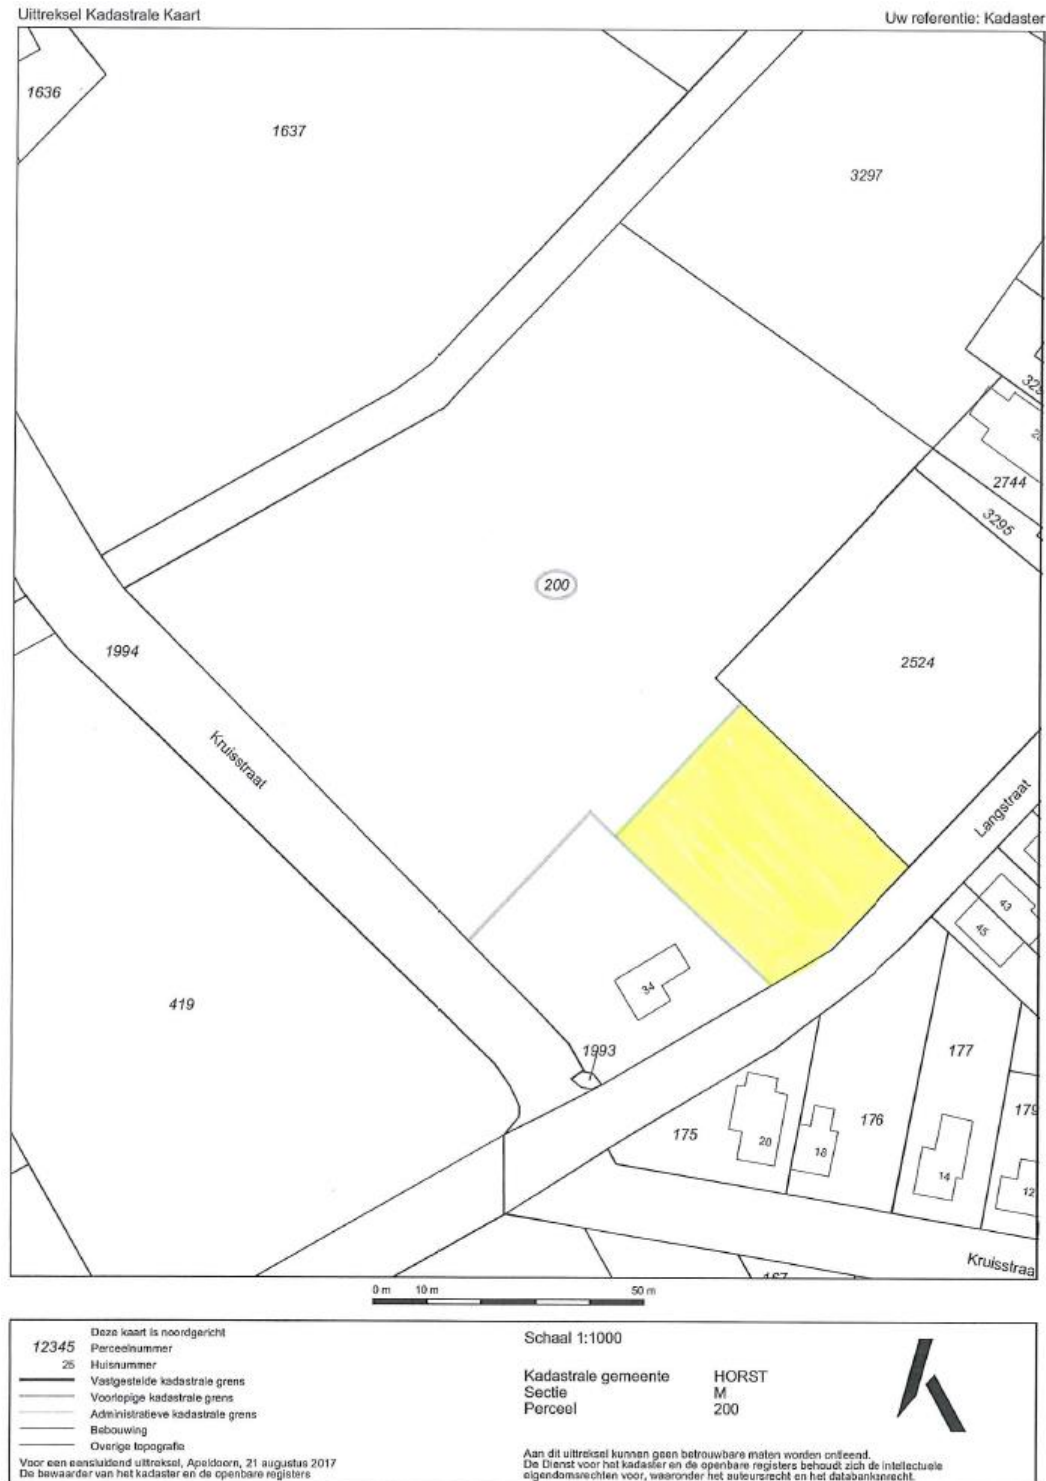 Uittreksel Kadastrale Kaart
Uw referentie: Kadaster
1636
1637
3297
2744
3295
200
1994
2524
Kruisstraat
Langstraat
43
45
34
419
1993
177
176
175
179
20
18
14
12
Kruisstraa
0 m 10 m 50 m
Deze kaart is noordgericht
12345 Perceelnummer
25 Huisnummer
Vastgestelde kadastrale grens
Voorlopige kadastrale grens
Administratieve kadastrale grens
Bebouwing
Overige topografie
Voor een eensluidend uittreksel, Apeldoorn, 21 augustus 2017
De bewaarder van het kadaster en de openbare registers
Schaal 1:1000
Kadastrale gemeente HORST
Sectie M
Perceel 200
Aan dit uittreksel kunnen geen betrouwbare maten worden ontleend.
De Dienst voor het kadaster en de openbare registers behoudt zich de intellectuele
eigendomsrechten voor, waaronder het auteursrecht en het databankenrecht.